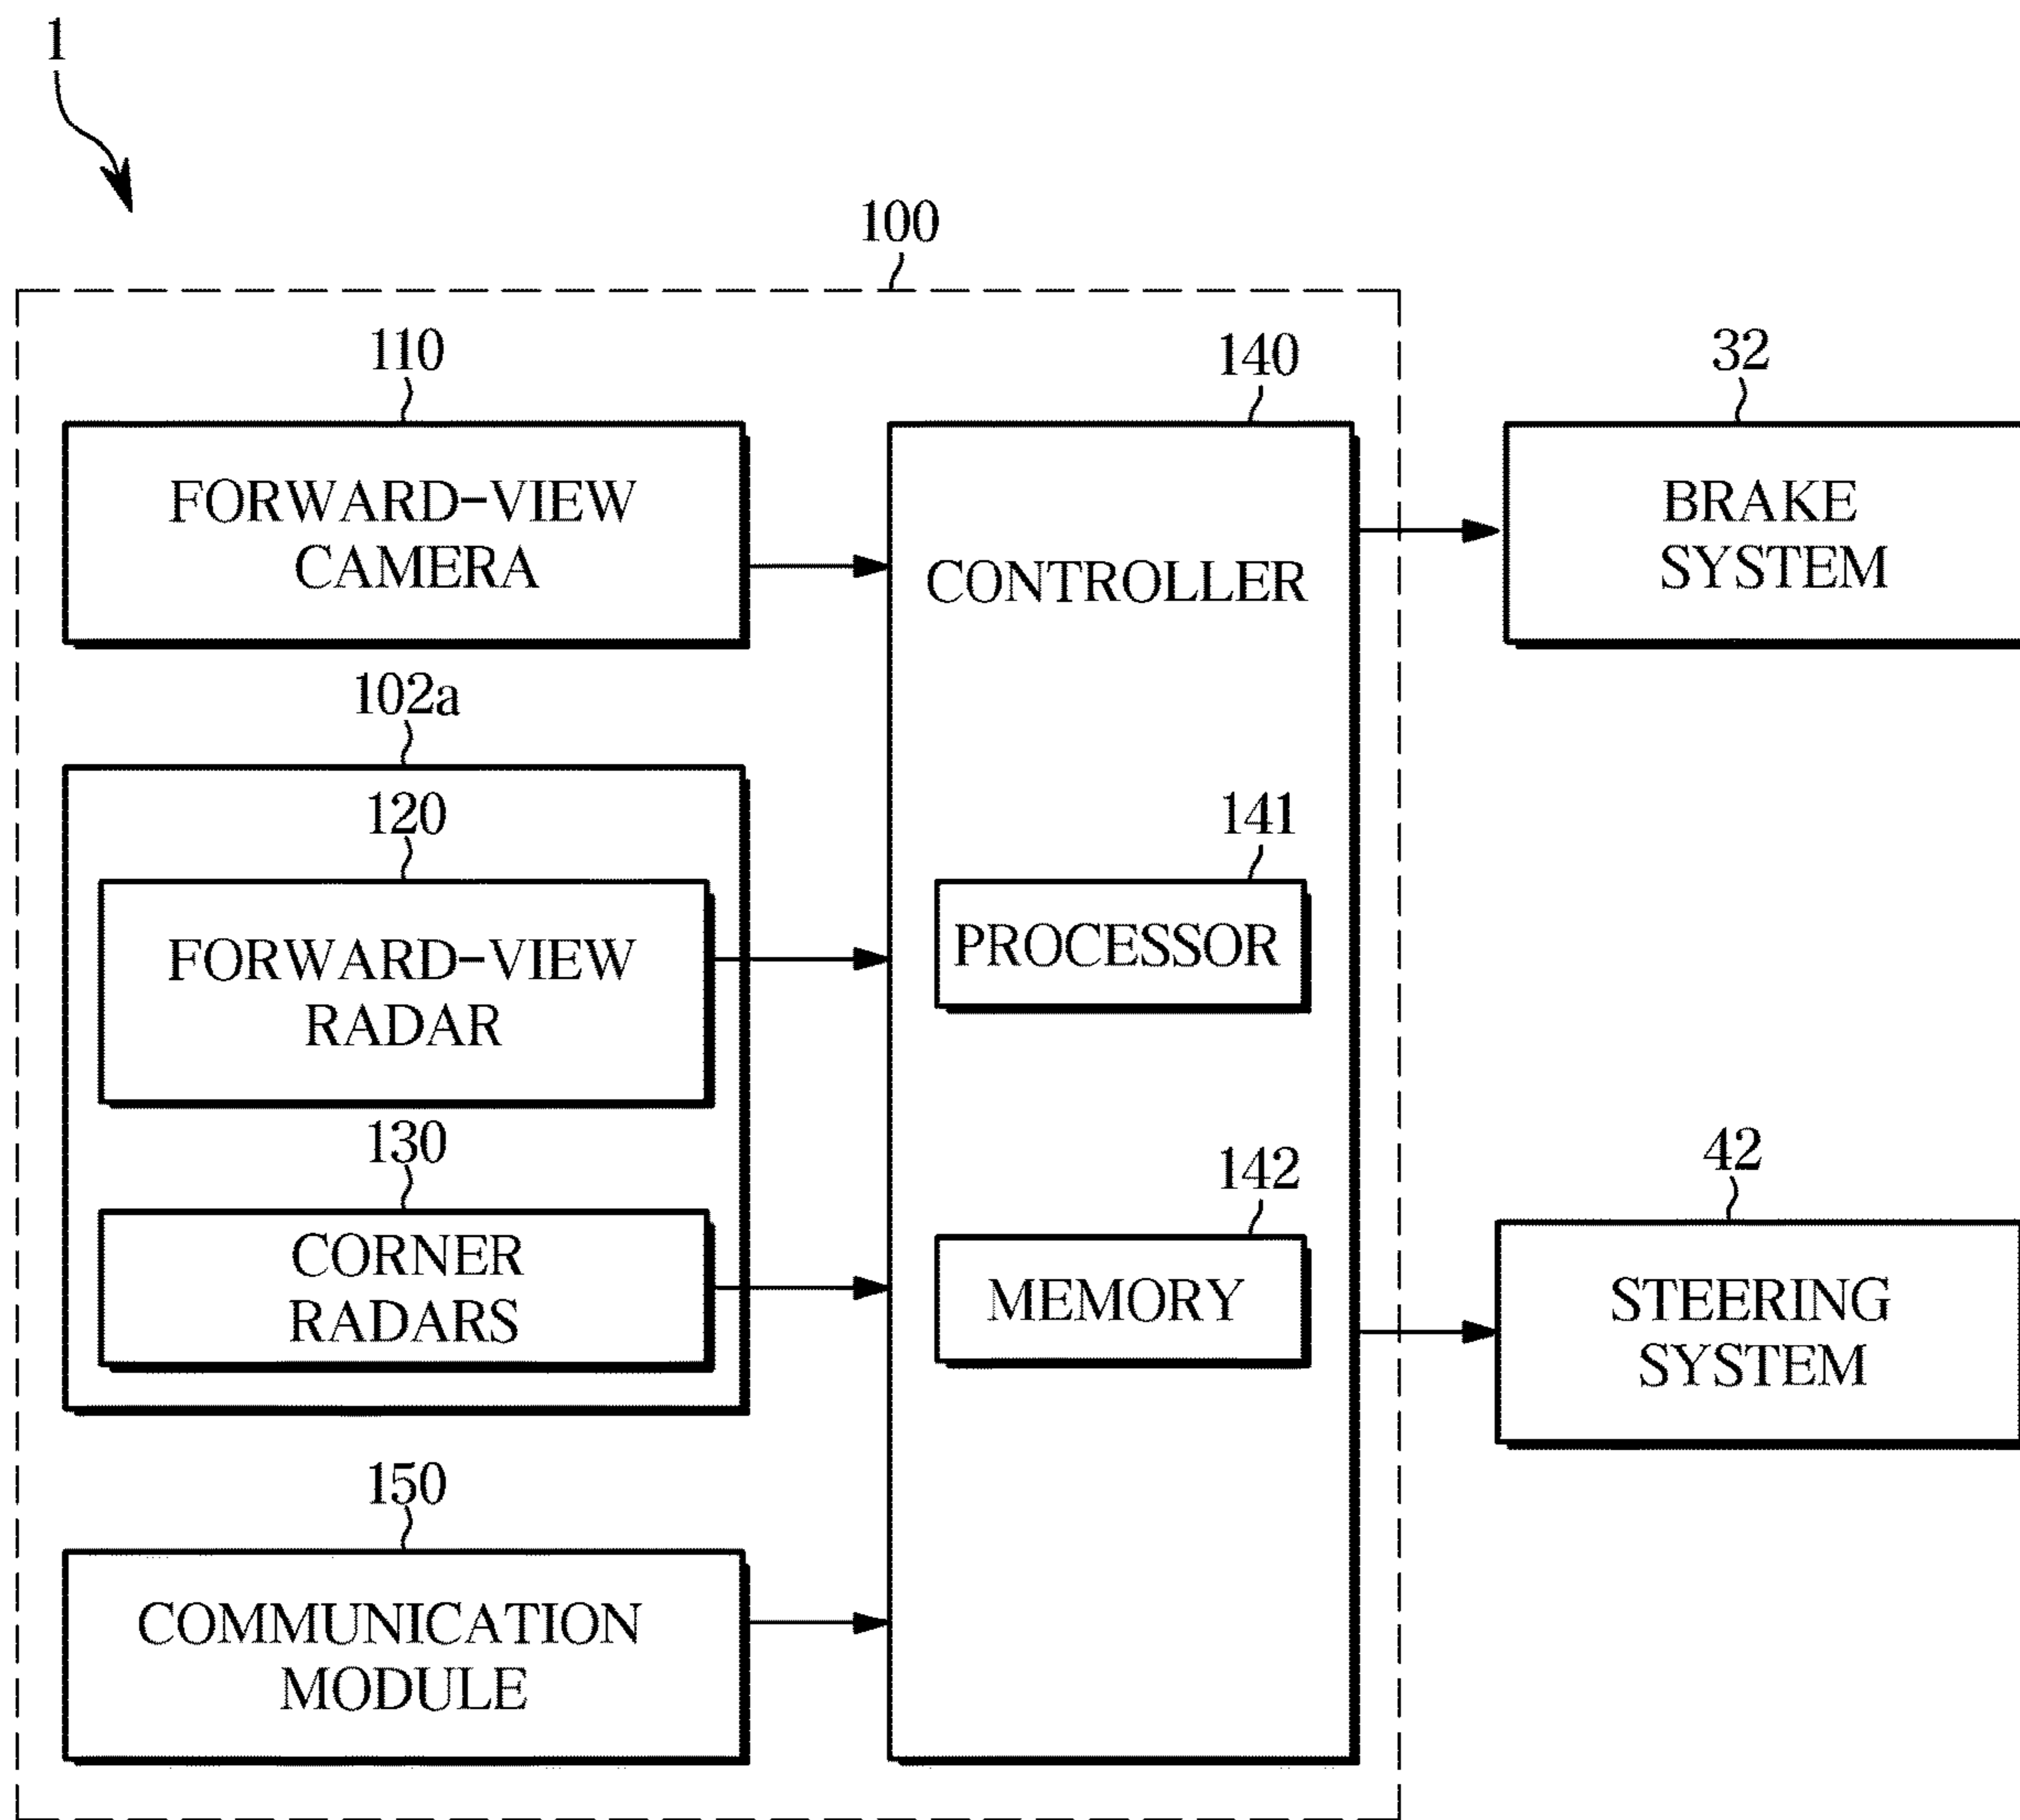 1
100
110
FORWARD-VIEW
CAMERA
102a
120
FORWARD-VIEW
RADAR
130
CORNER
RADARS
150
COMMUNICATION
MODULE
140
CONTROLLER
141
PROCESSOR
142
MEMORY
32
BRAKE
SYSTEM
42
STEERING
SYSTEM